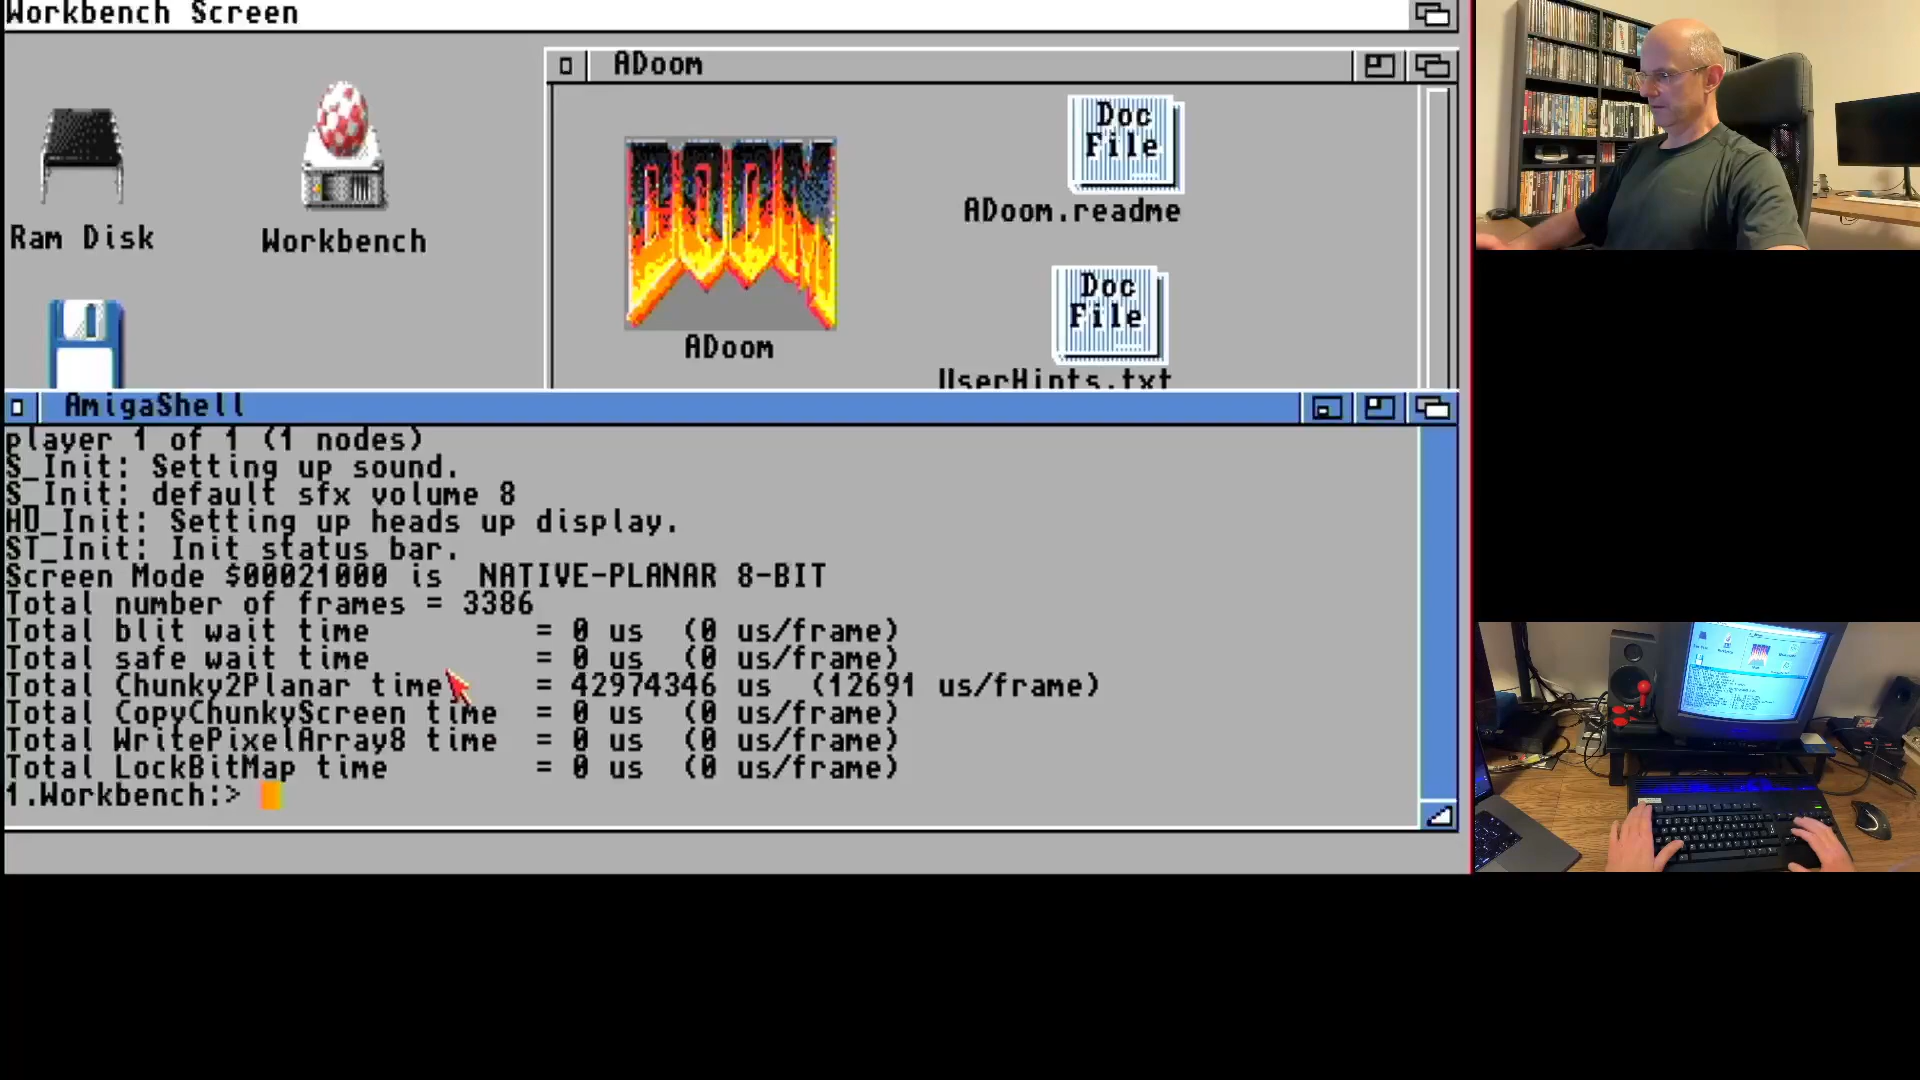 Workbench Screen
ADoom
Ram Disk
Workbench
ADoom
Doc
File
ADoom.readme
Doc
File
UserHints.txt
AmigaShell
player 1 of 1 (1 nodes)
S_Init: Setting up sound.
S_Init: default sfx volume 8
HU_Init: Setting up heads up display.
ST_Init: Init status bar.
Screen Mode $00021000 is  NATIVE-PLANAR 8-BIT
Total number of frames = 3386
Total blit wait time         = 0 us  (0 us/frame)
Total safe wait time         = 0 us  (0 us/frame)
Total Chunky2Planar time     = 42974346 us  (12691 us/frame)
Total CopyChunkyScreen time  = 0 us  (0 us/frame)
Total WritePixelArray8 time  = 0 us  (0 us/frame)
Total LockBitMap time        = 0 us  (0 us/frame)
1.Workbench:>
DOOM